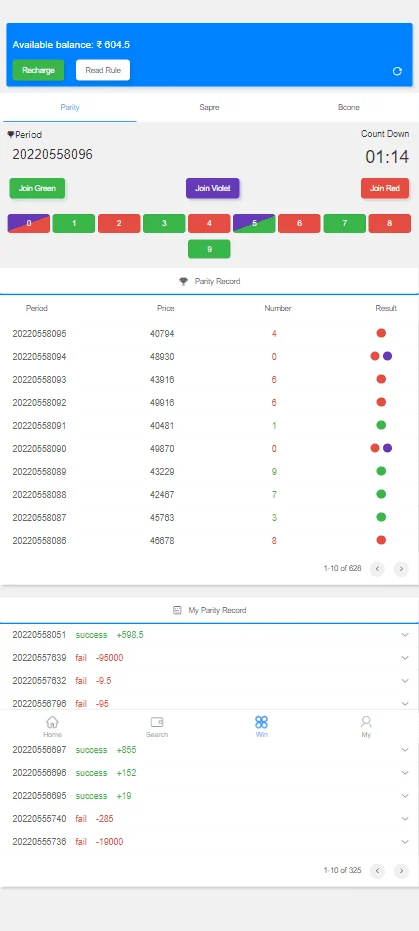 Available balance: ₹ 604.5
Recharge Read Rule
Parity Sapre Bcone
Period Count Down
20220558096 01:14
Join Green Join Violet Join Red
0 1 2 3 4 5 6 7 8
9
Parity Record
Period Price Number Result
20220558095 40794 4
20220558094 48930 0
20220558093 43916 6
20220558092 49916 6
20220558091 40481 1
20220558090 49870 0
20220558089 43229 9
20220558088 42467 7
20220558087 45763 3
20220558086 46678 8
1-10 of 628
My Parity Record
20220558051 success +598.5
20220557639 fail -95000
20220557632 fail -9.5
20220556796 fail -95
Home Search Win My
20220556697 success +855
20220556696 success +152
20220556695 success +19
20220555740 fail -285
20220555736 fail -19000
1-10 of 325